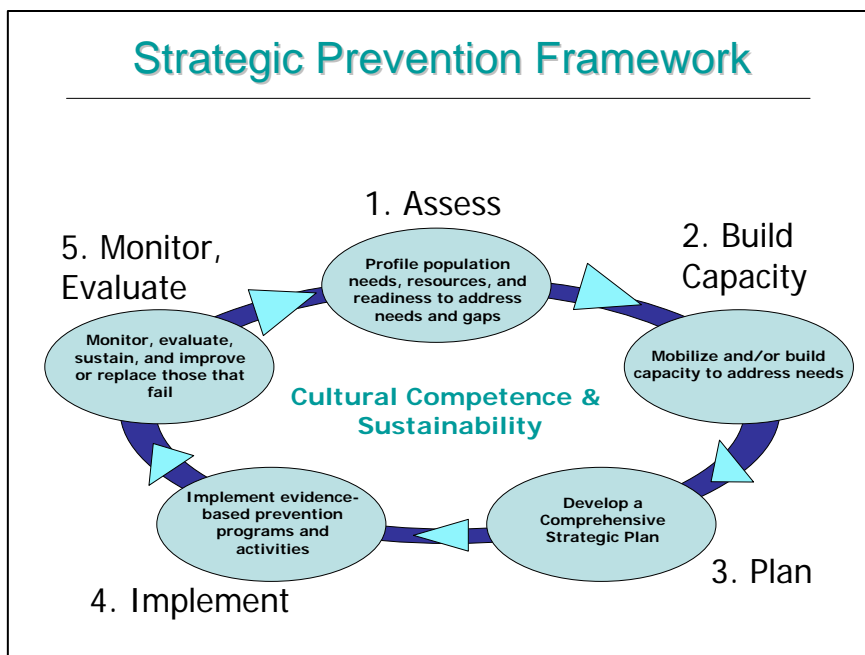 Strategic Prevention Framework
1. Assess
Profile population
needs, resources, and
readiness to address
needs and gaps
2. Build
Capacity
Mobilize and/or build
capacity to address needs
3. Plan
Develop a
Comprehensive
Strategic Plan
4. Implement
Implement evidence-
based prevention
programs and
activities
5. Monitor,
Evaluate
Monitor, evaluate,
sustain, and improve
or replace those that
fail
Cultural Competence &
Sustainability